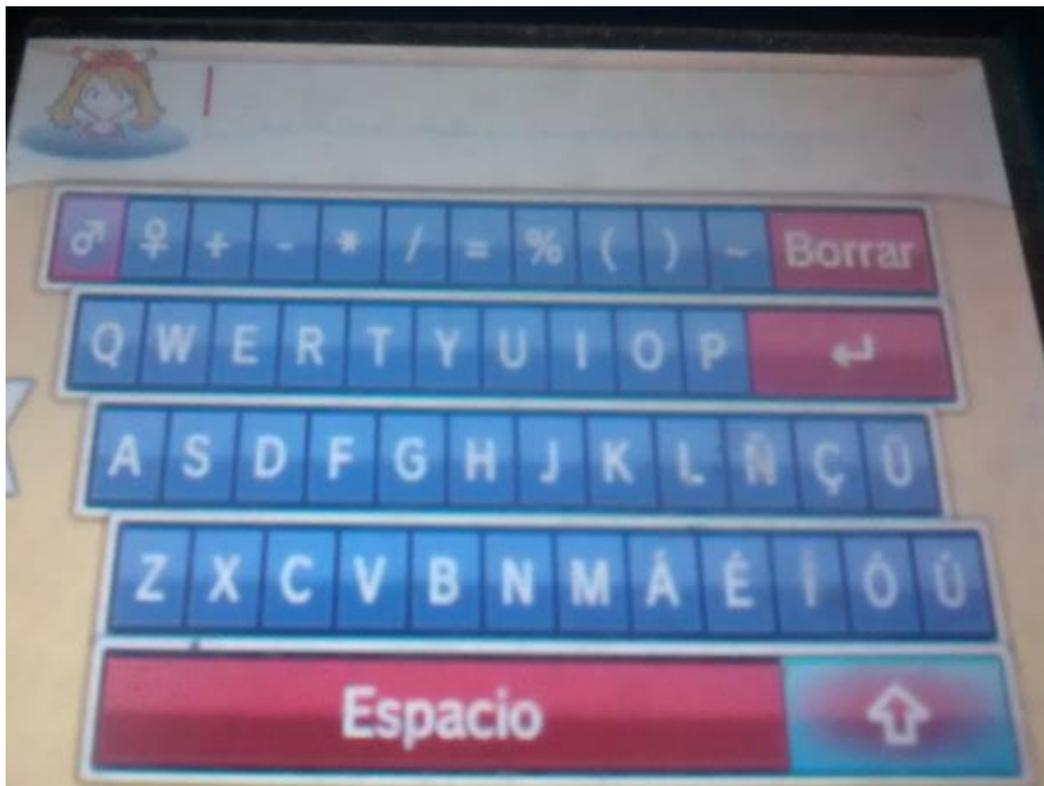 ♂ ♀ + - * / = % ( ) ~ Borrar
Q W E R T Y U I O P ↵
A S D F G H J K L Ñ Ç Ü
Z X C V B N M Á É Í Ó Ú
Espacio ⇧